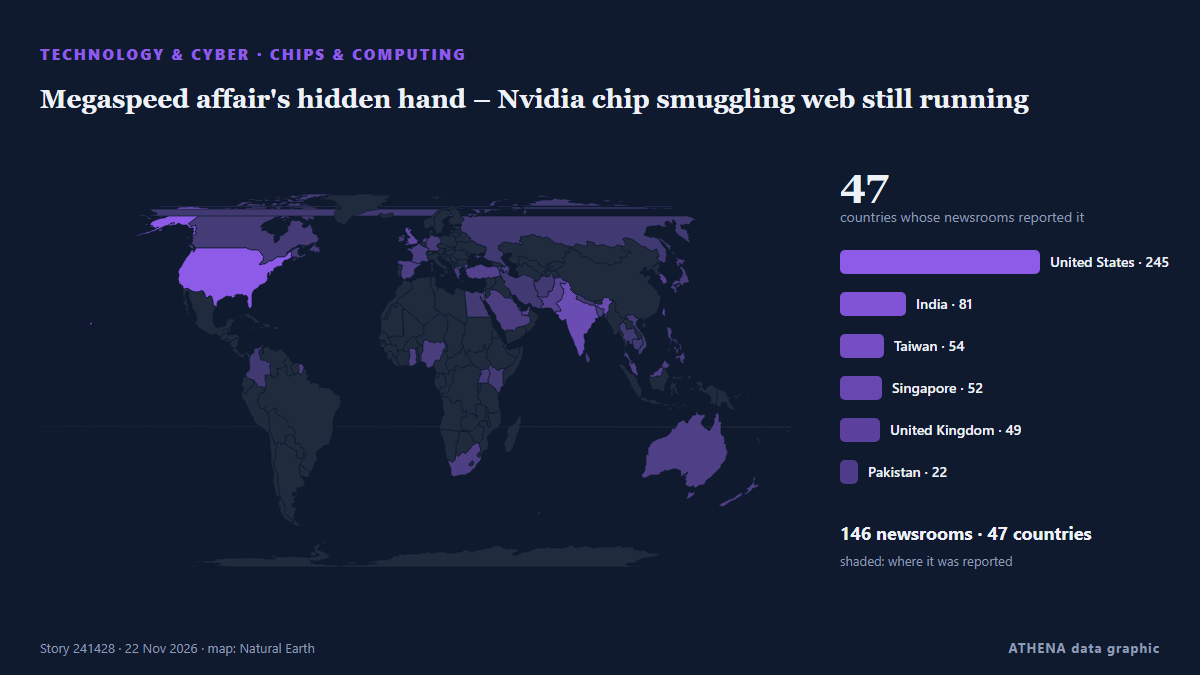 TECHNOLOGY & CYBER · CHIPS & COMPUTING
Megaspeed affair's hidden hand – Nvidia chip smuggling web still running
47
countries whose newsrooms reported it
United States · 245
India · 81
Taiwan · 54
Singapore · 52
United Kingdom · 49
Pakistan · 22
146 newsrooms · 47 countries
shaded: where it was reported
Story 241428 · 22 Nov 2026 · map: Natural Earth
ATHENA data graphic